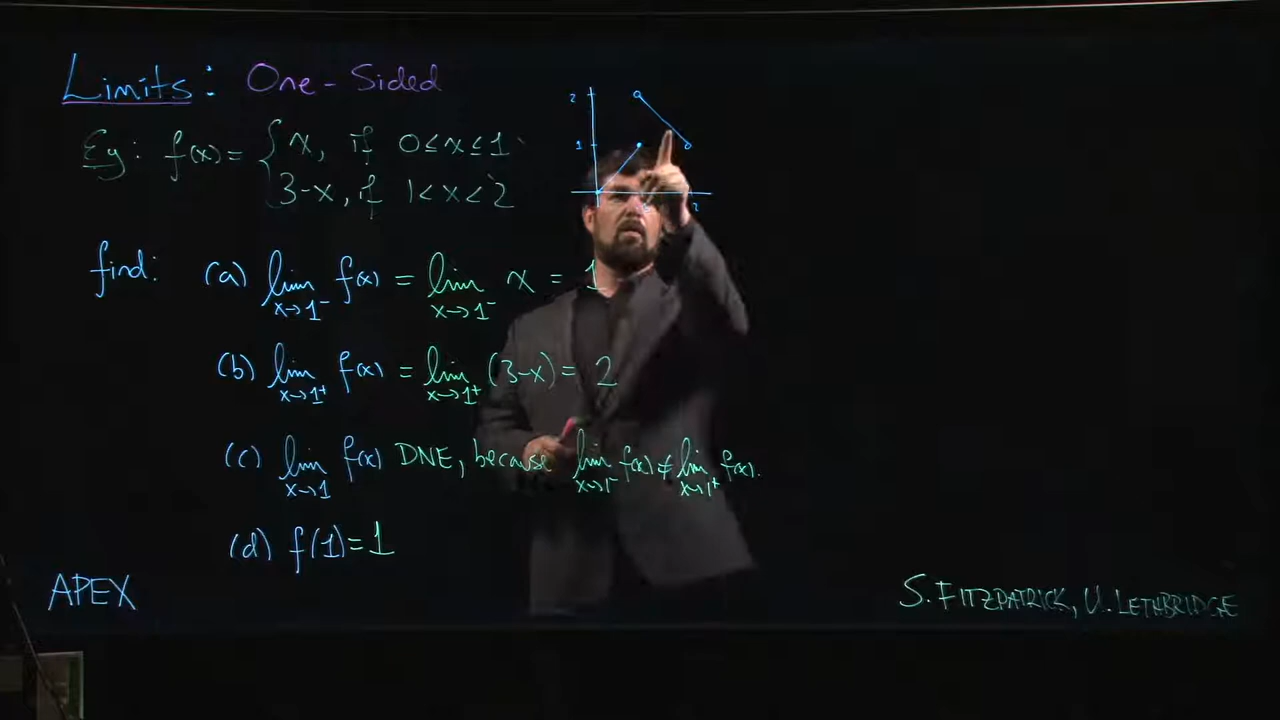 Limits: One-Sided
Eg: f(x) = { x, if 0≤x≤1
3-x, if 1<x<2
2
1
2
find: (a) lim x→1⁻ f(x) = lim x→1⁻ x = 1
(b) lim x→1⁺ f(x) = lim x→1⁺ (3-x) = 2
(c) lim x→1 f(x) DNE, because lim x→1⁻ f(x) ≠ lim x→1⁺ f(x).
(d) f(1)=1
APEX
S. FITZPATRICK, U. LETHBRIDGE